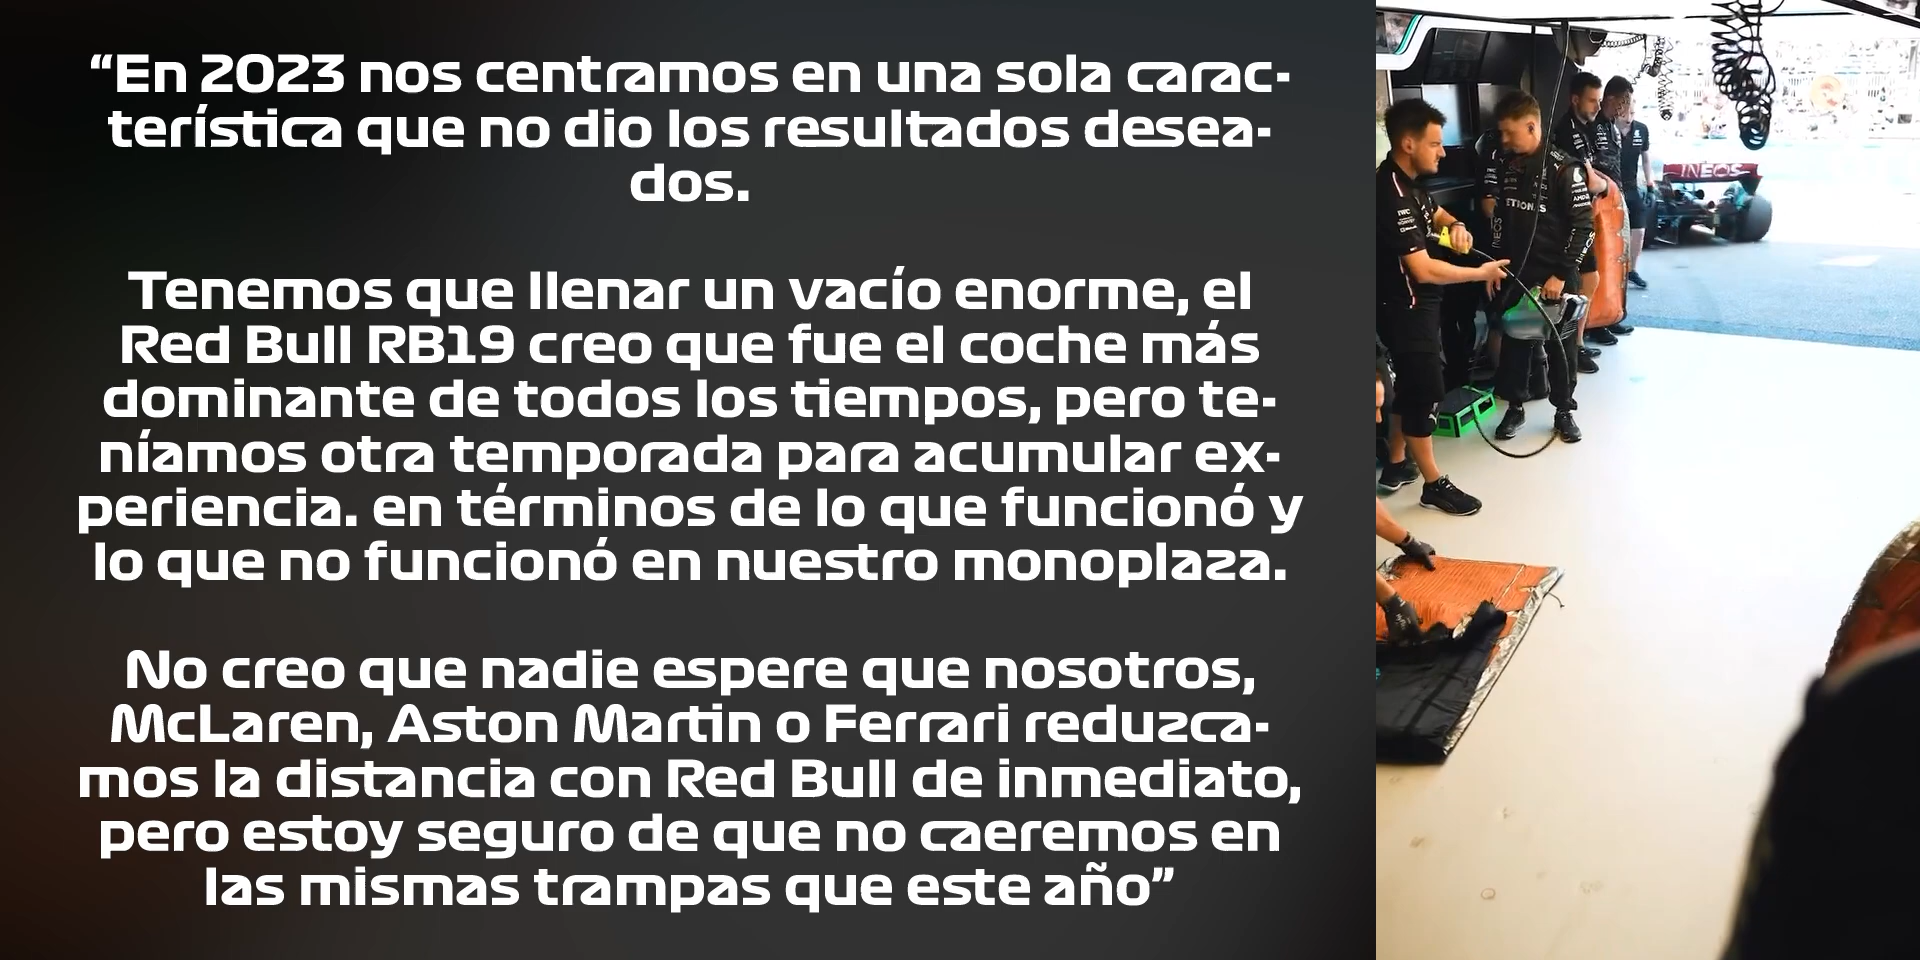 “En 2023 nos centramos en una sola carac-
terística que no dio los resultados desea-
dos.
Tenemos que llenar un vacío enorme, el
Red Bull RB19 creo que fue el coche más
dominante de todos los tiempos, pero te-
níamos otra temporada para acumular ex-
periencia. en términos de lo que funcionó y
lo que no funcionó en nuestro monoplaza.
No creo que nadie espere que nosotros,
McLaren, Aston Martin o Ferrari reduzca-
mos la distancia con Red Bull de inmediato,
pero estoy seguro de que no caeremos en
las mismas trampas que este año”
INEOS
ETRONAS
INEOS